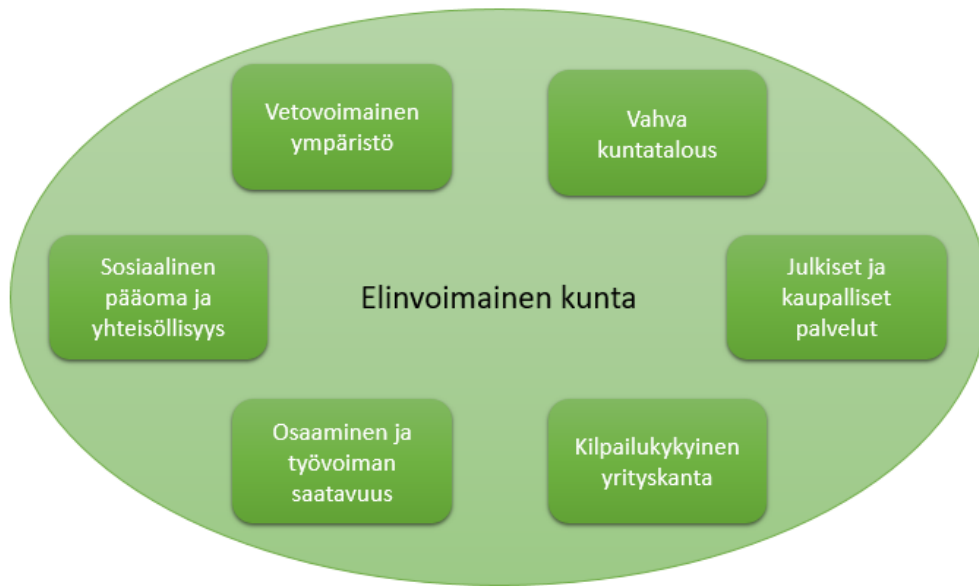 Vetovoimainen
ympäristö
Vahva
kuntatalous
Sosiaalinen
pääoma ja
yhteisöllisyys
Elinvoimainen kunta
Julkiset ja
kaupalliset
palvelut
Osaaminen ja
työvoiman
saatavuus
Kilpailukykyinen
yrityskanta